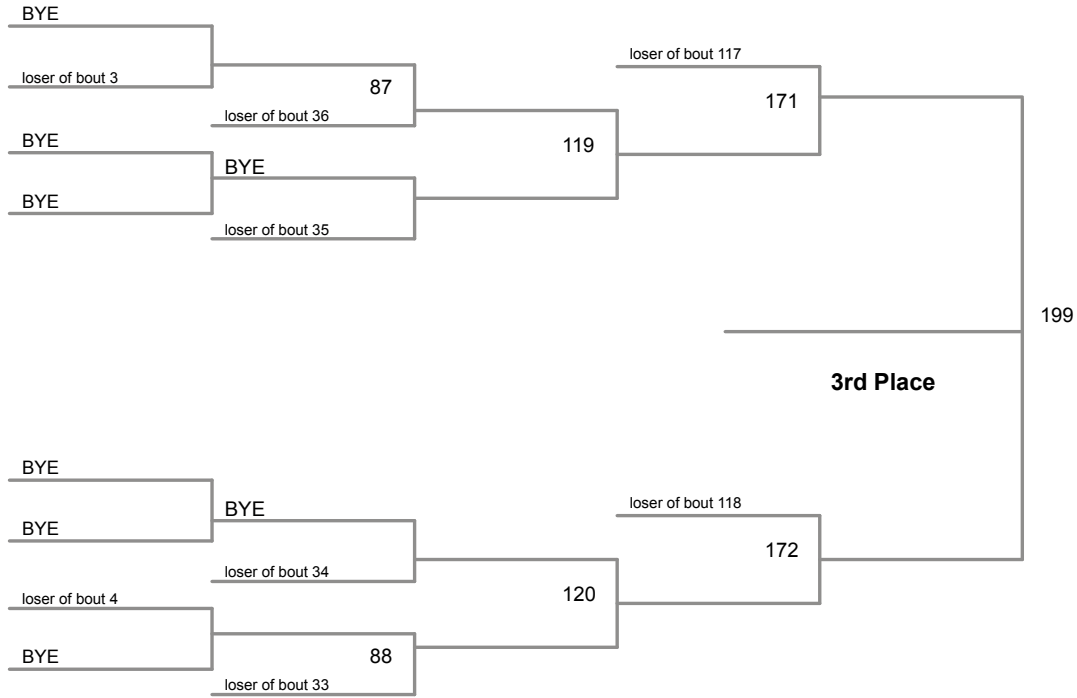 BYE
loser of bout 117
loser of bout 3
87
171
loser of bout 36
BYE
119
BYE
BYE
loser of bout 35
199
3rd Place
BYE
loser of bout 118
BYE
BYE
172
loser of bout 34
120
loser of bout 4
BYE
88
loser of bout 33